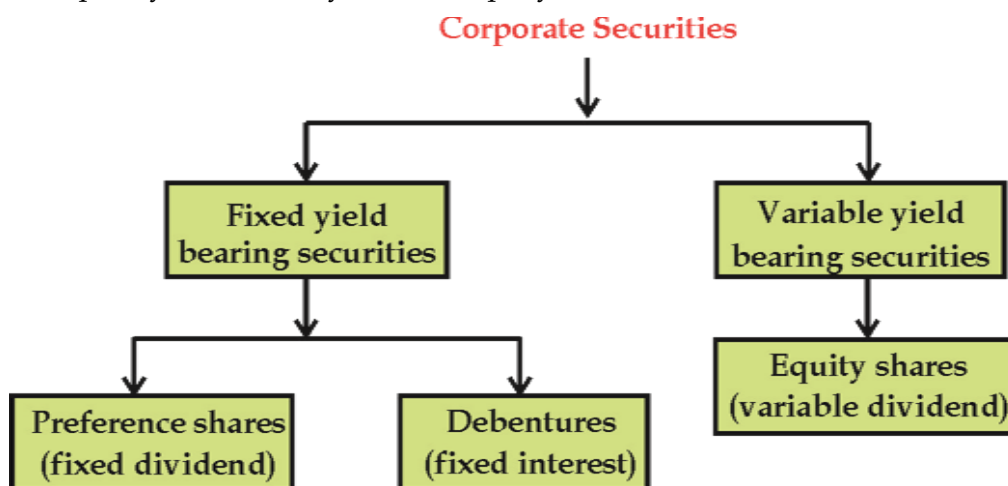 Corporate Securities
Fixed yield
bearing securities
Variable yield
bearing securities
Preference shares
(fixed dividend)
Debentures
(fixed interest)
Equity shares
(variable dividend)